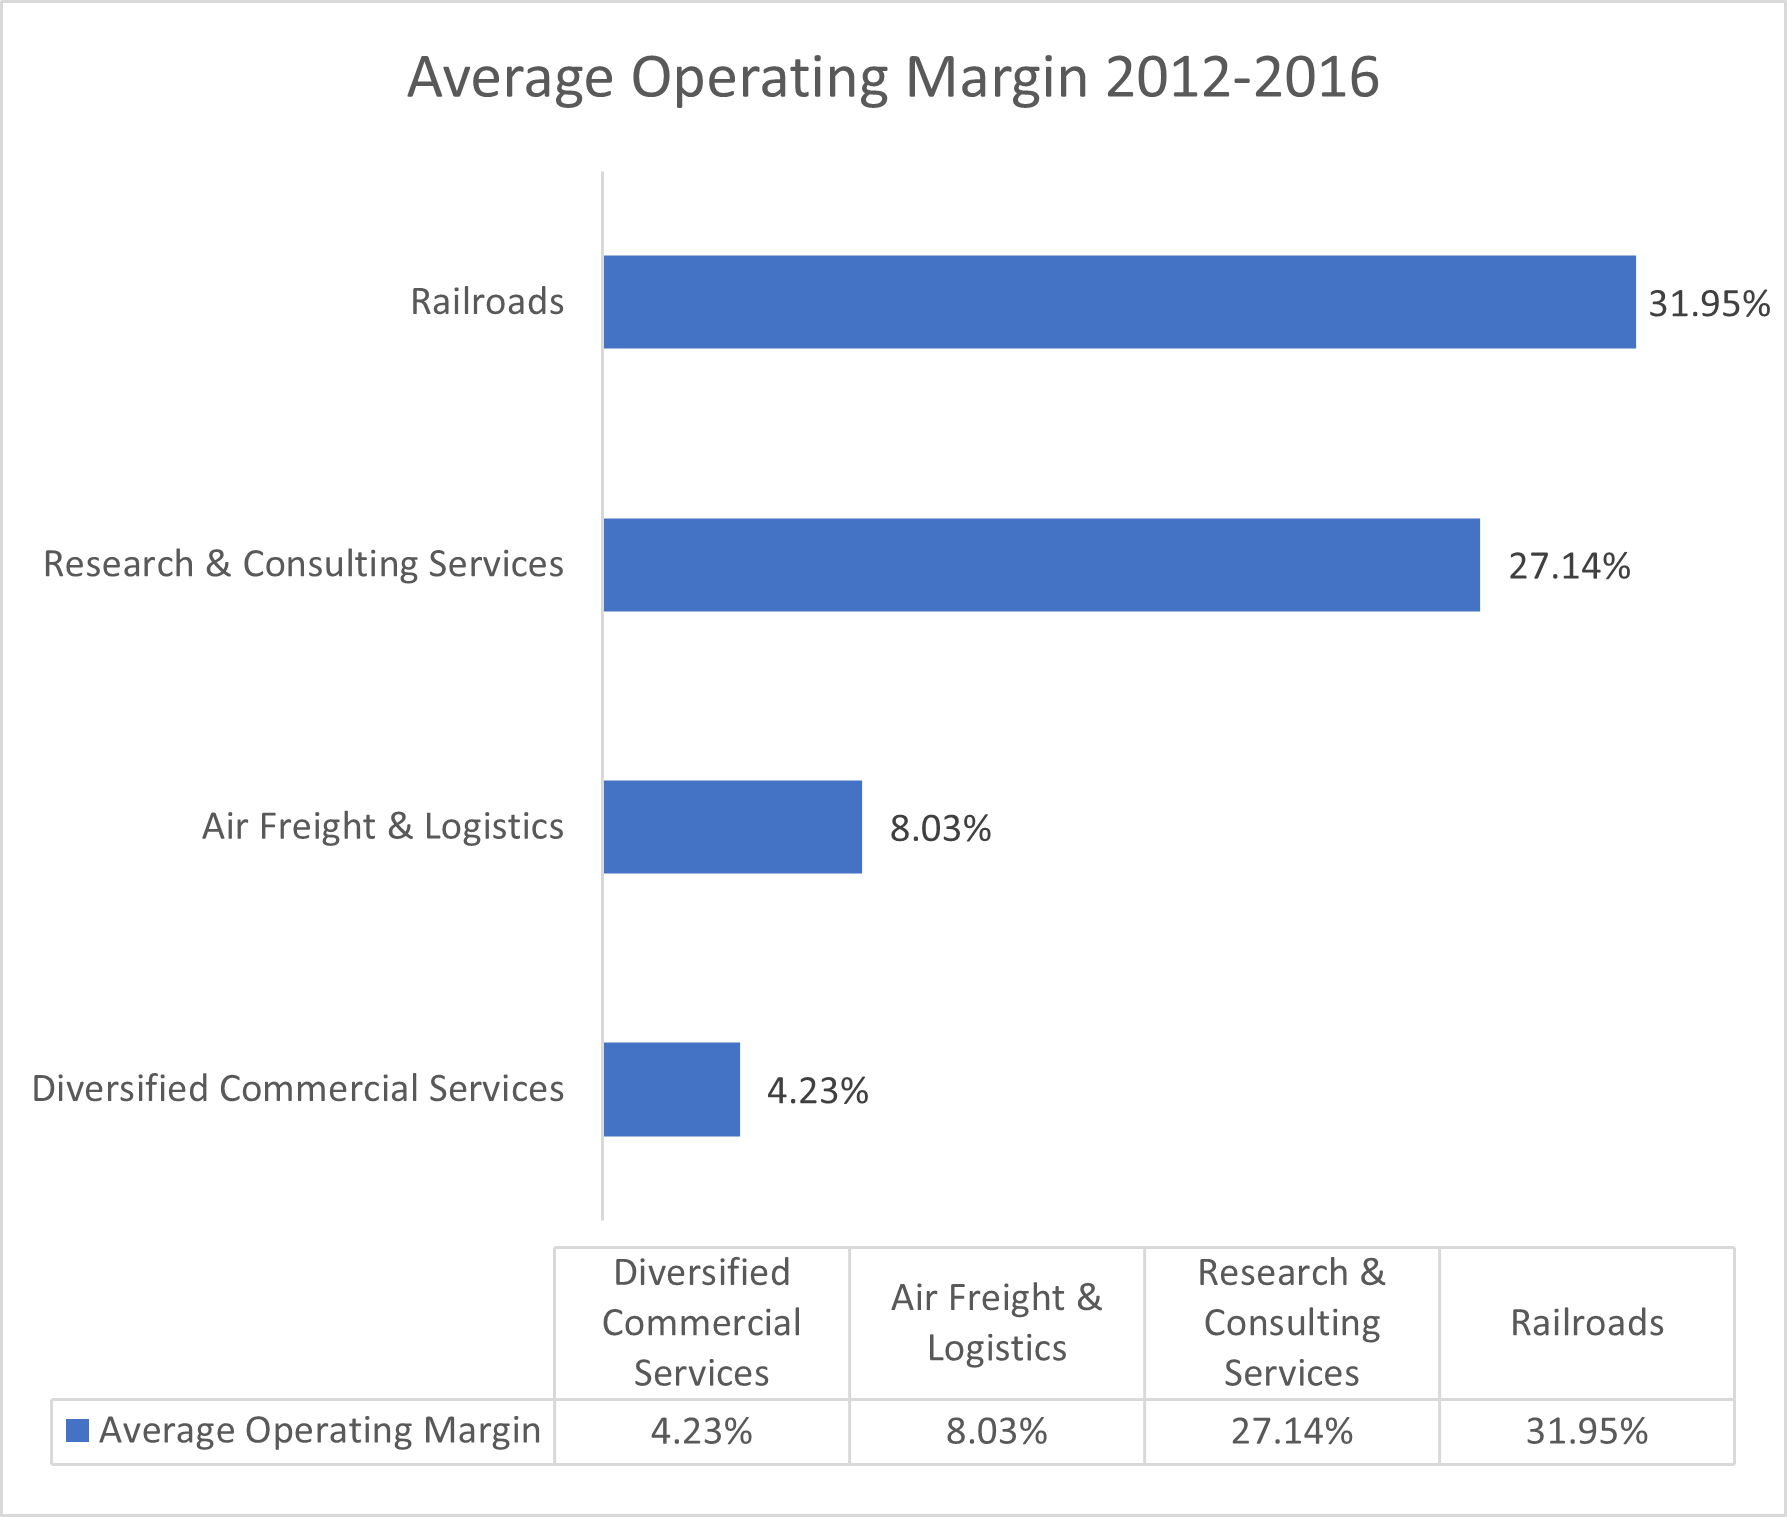 Average Operating Margin 2012-2016
Railroads
31.95%
Research & Consulting Services
27.14%
Air Freight & Logistics
8.03%
Diversified Commercial Services
4.23%
Diversified
Commercial
Services
Air Freight &
Logistics
Research &
Consulting
Services
Railroads
Average Operating Margin
4.23%
8.03%
27.14%
31.95%